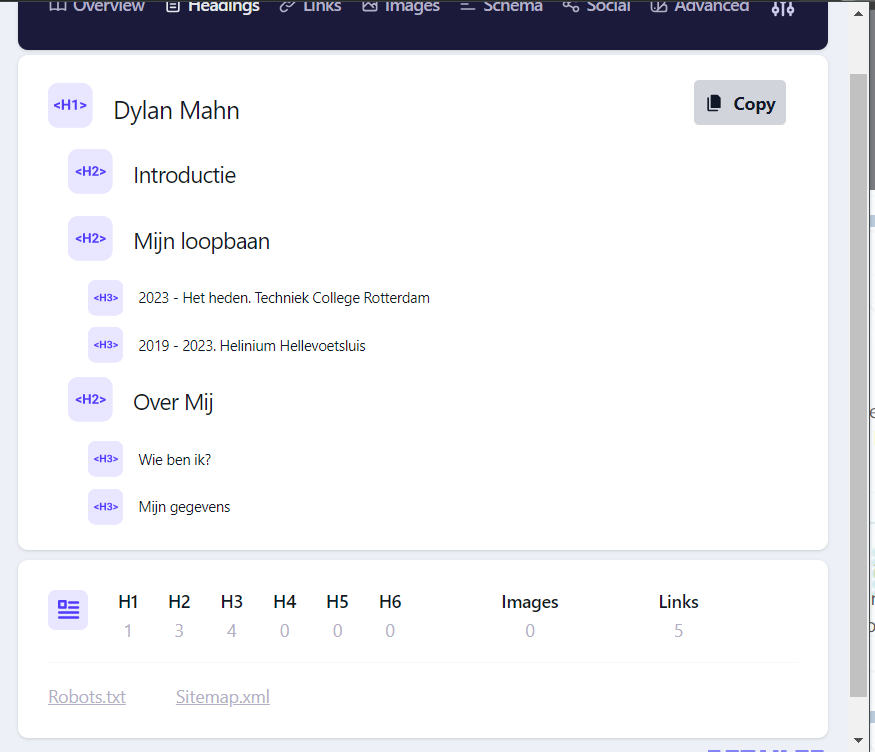 Overview Headings Links Images Schema Social Advanced
<H1> Dylan Mahn
Copy
<H2> Introductie
<H2> Mijn loopbaan
<H3> 2023 - Het heden. Techniek College Rotterdam
<H3> 2019 - 2023. Helinium Hellevoetsluis
<H2> Over Mij
<H3> Wie ben ik?
<H3> Mijn gegevens
H1 H2 H3 H4 H5 H6 Images Links
1 3 4 0 0 0 0 5
Robots.txt Sitemap.xml